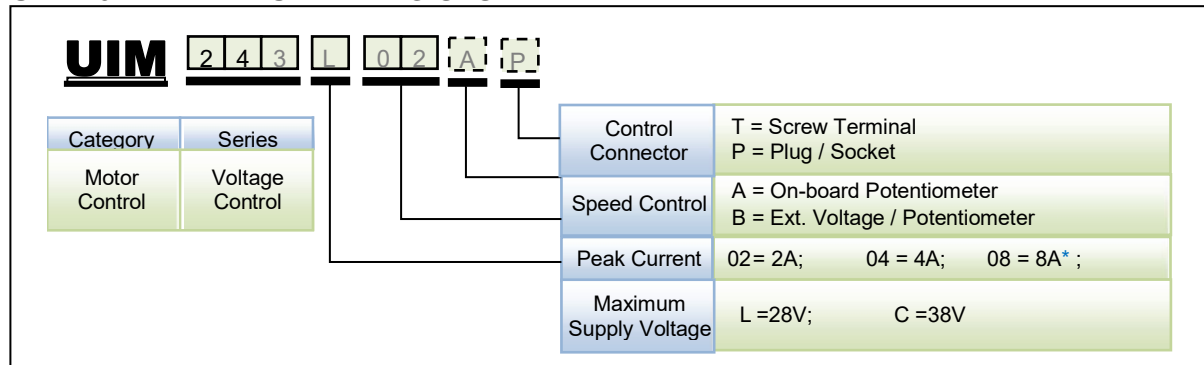 UIM 2 4 3 L 0 2 A P
Category Series
Motor Control Voltage Control
Control Connector
T = Screw Terminal
P = Plug / Socket
Speed Control
A = On-board Potentiometer
B = Ext. Voltage / Potentiometer
Peak Current
02= 2A; 04 = 4A; 08 = 8A* ;
Maximum Supply Voltage
L =28V; C =38V